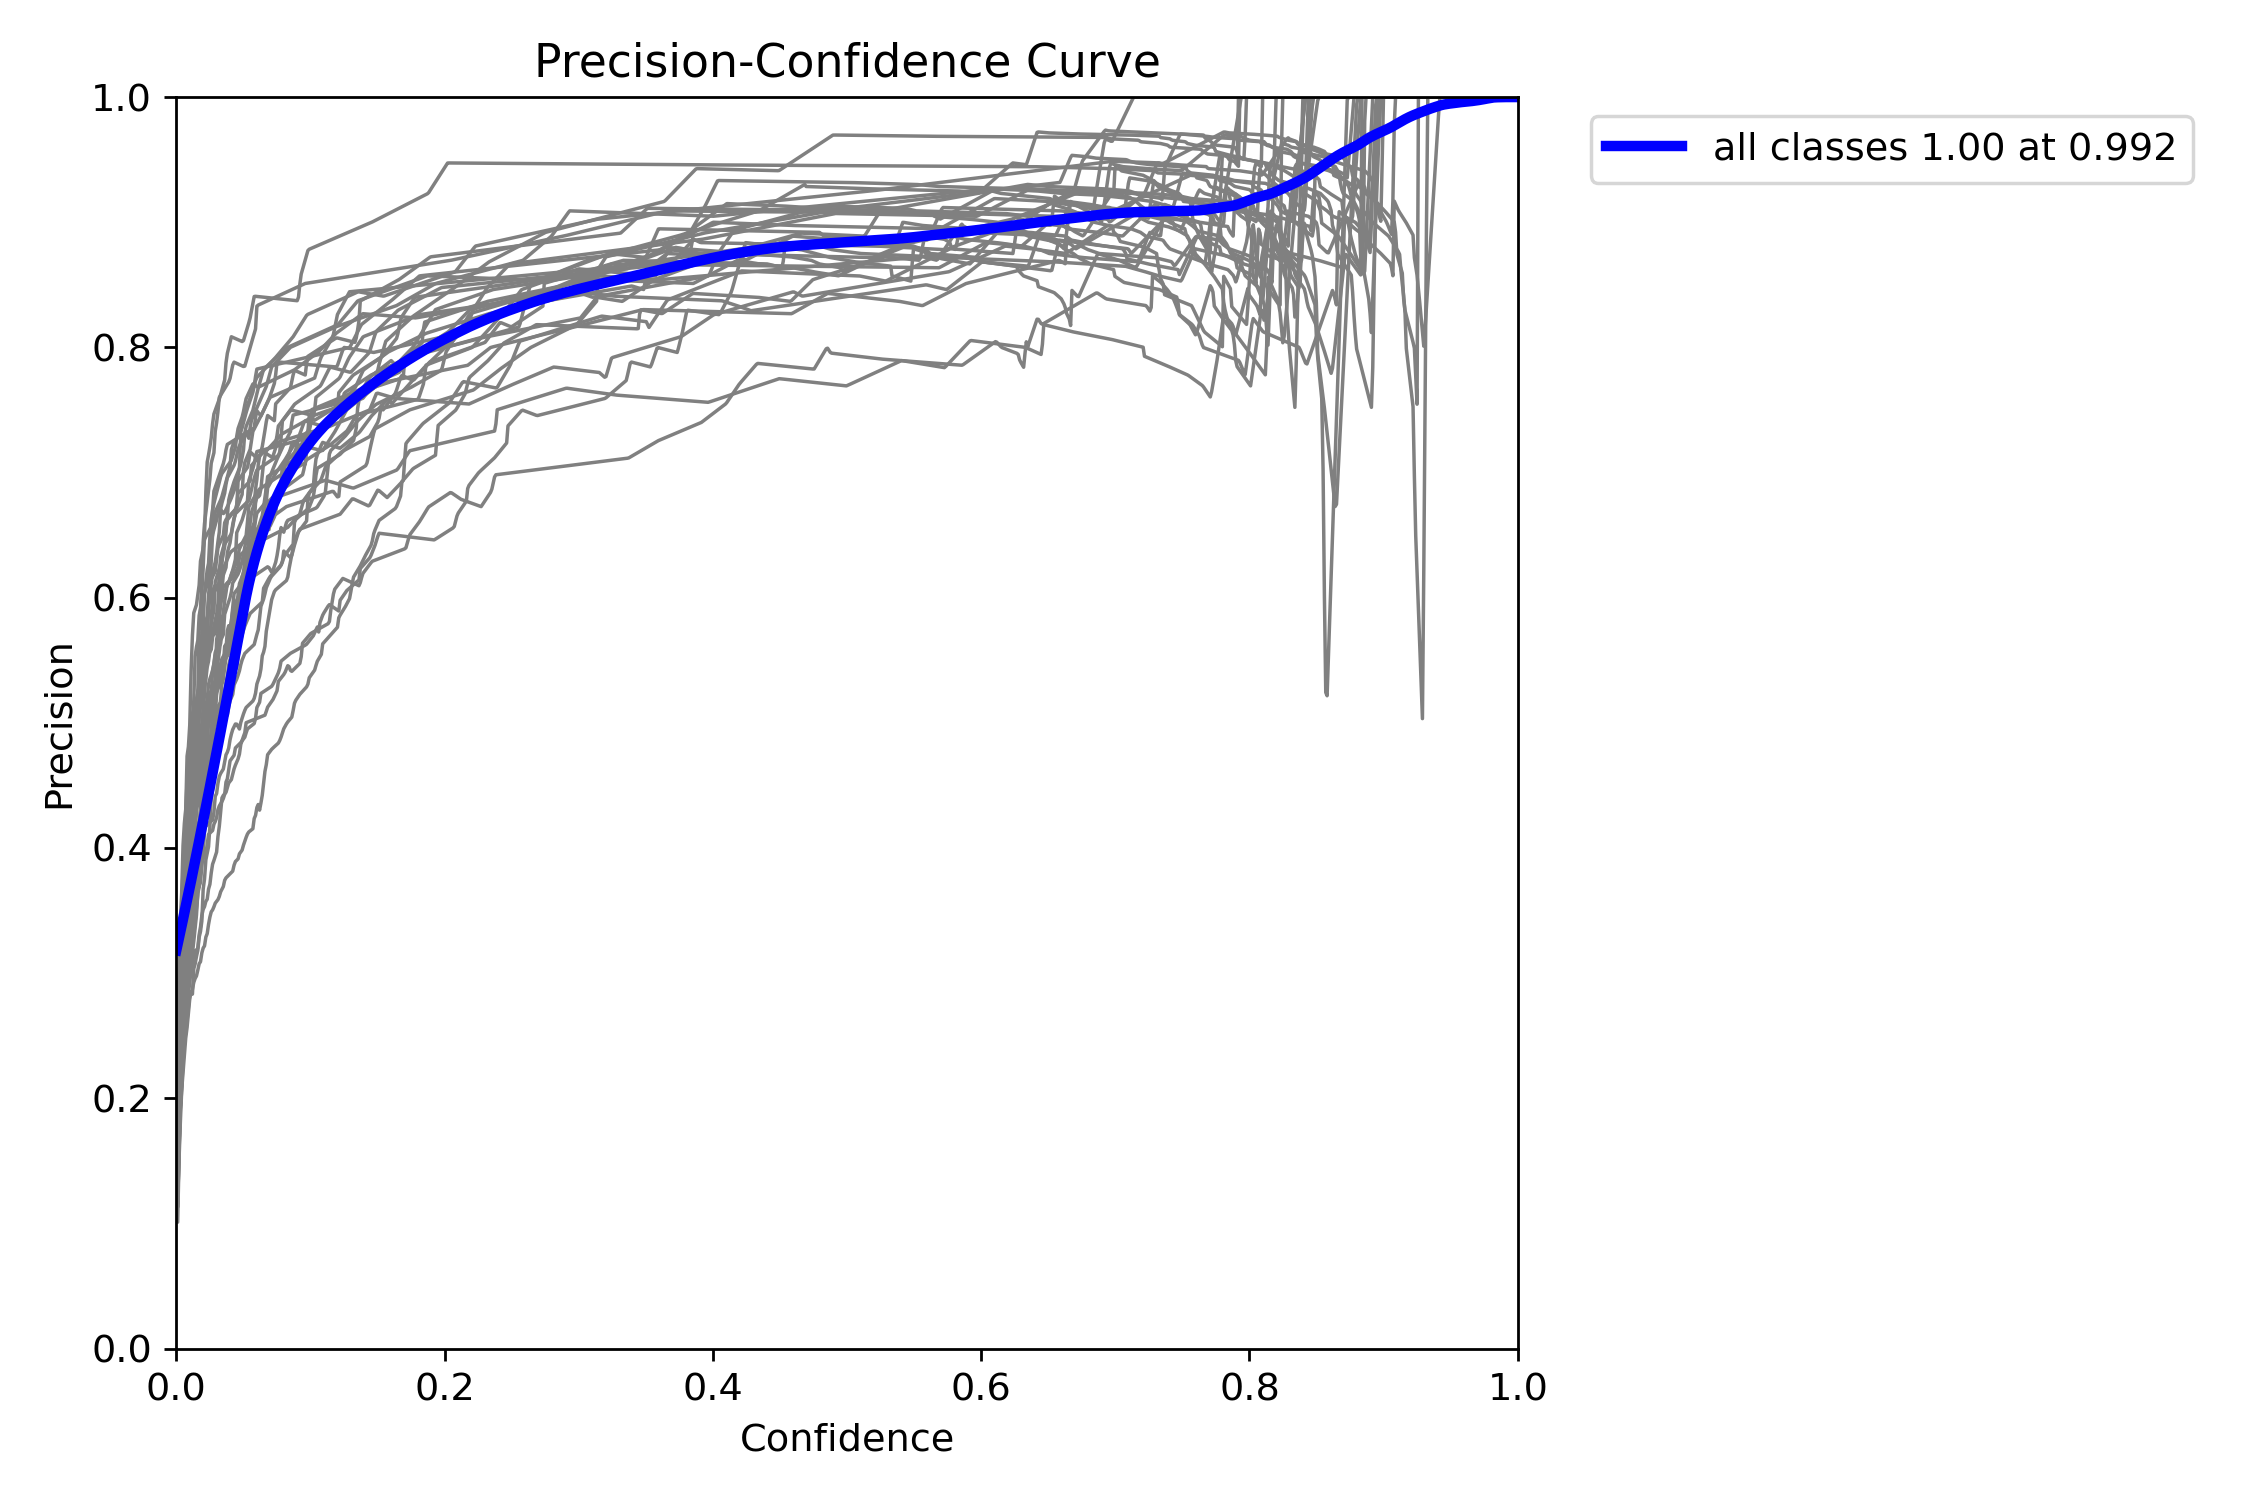 Precision-Confidence Curve
1.0
0.8
0.6
0.4
0.2
0.0
Precision
0.0 0.2 0.4 0.6 0.8 1.0
Confidence
all classes 1.00 at 0.992